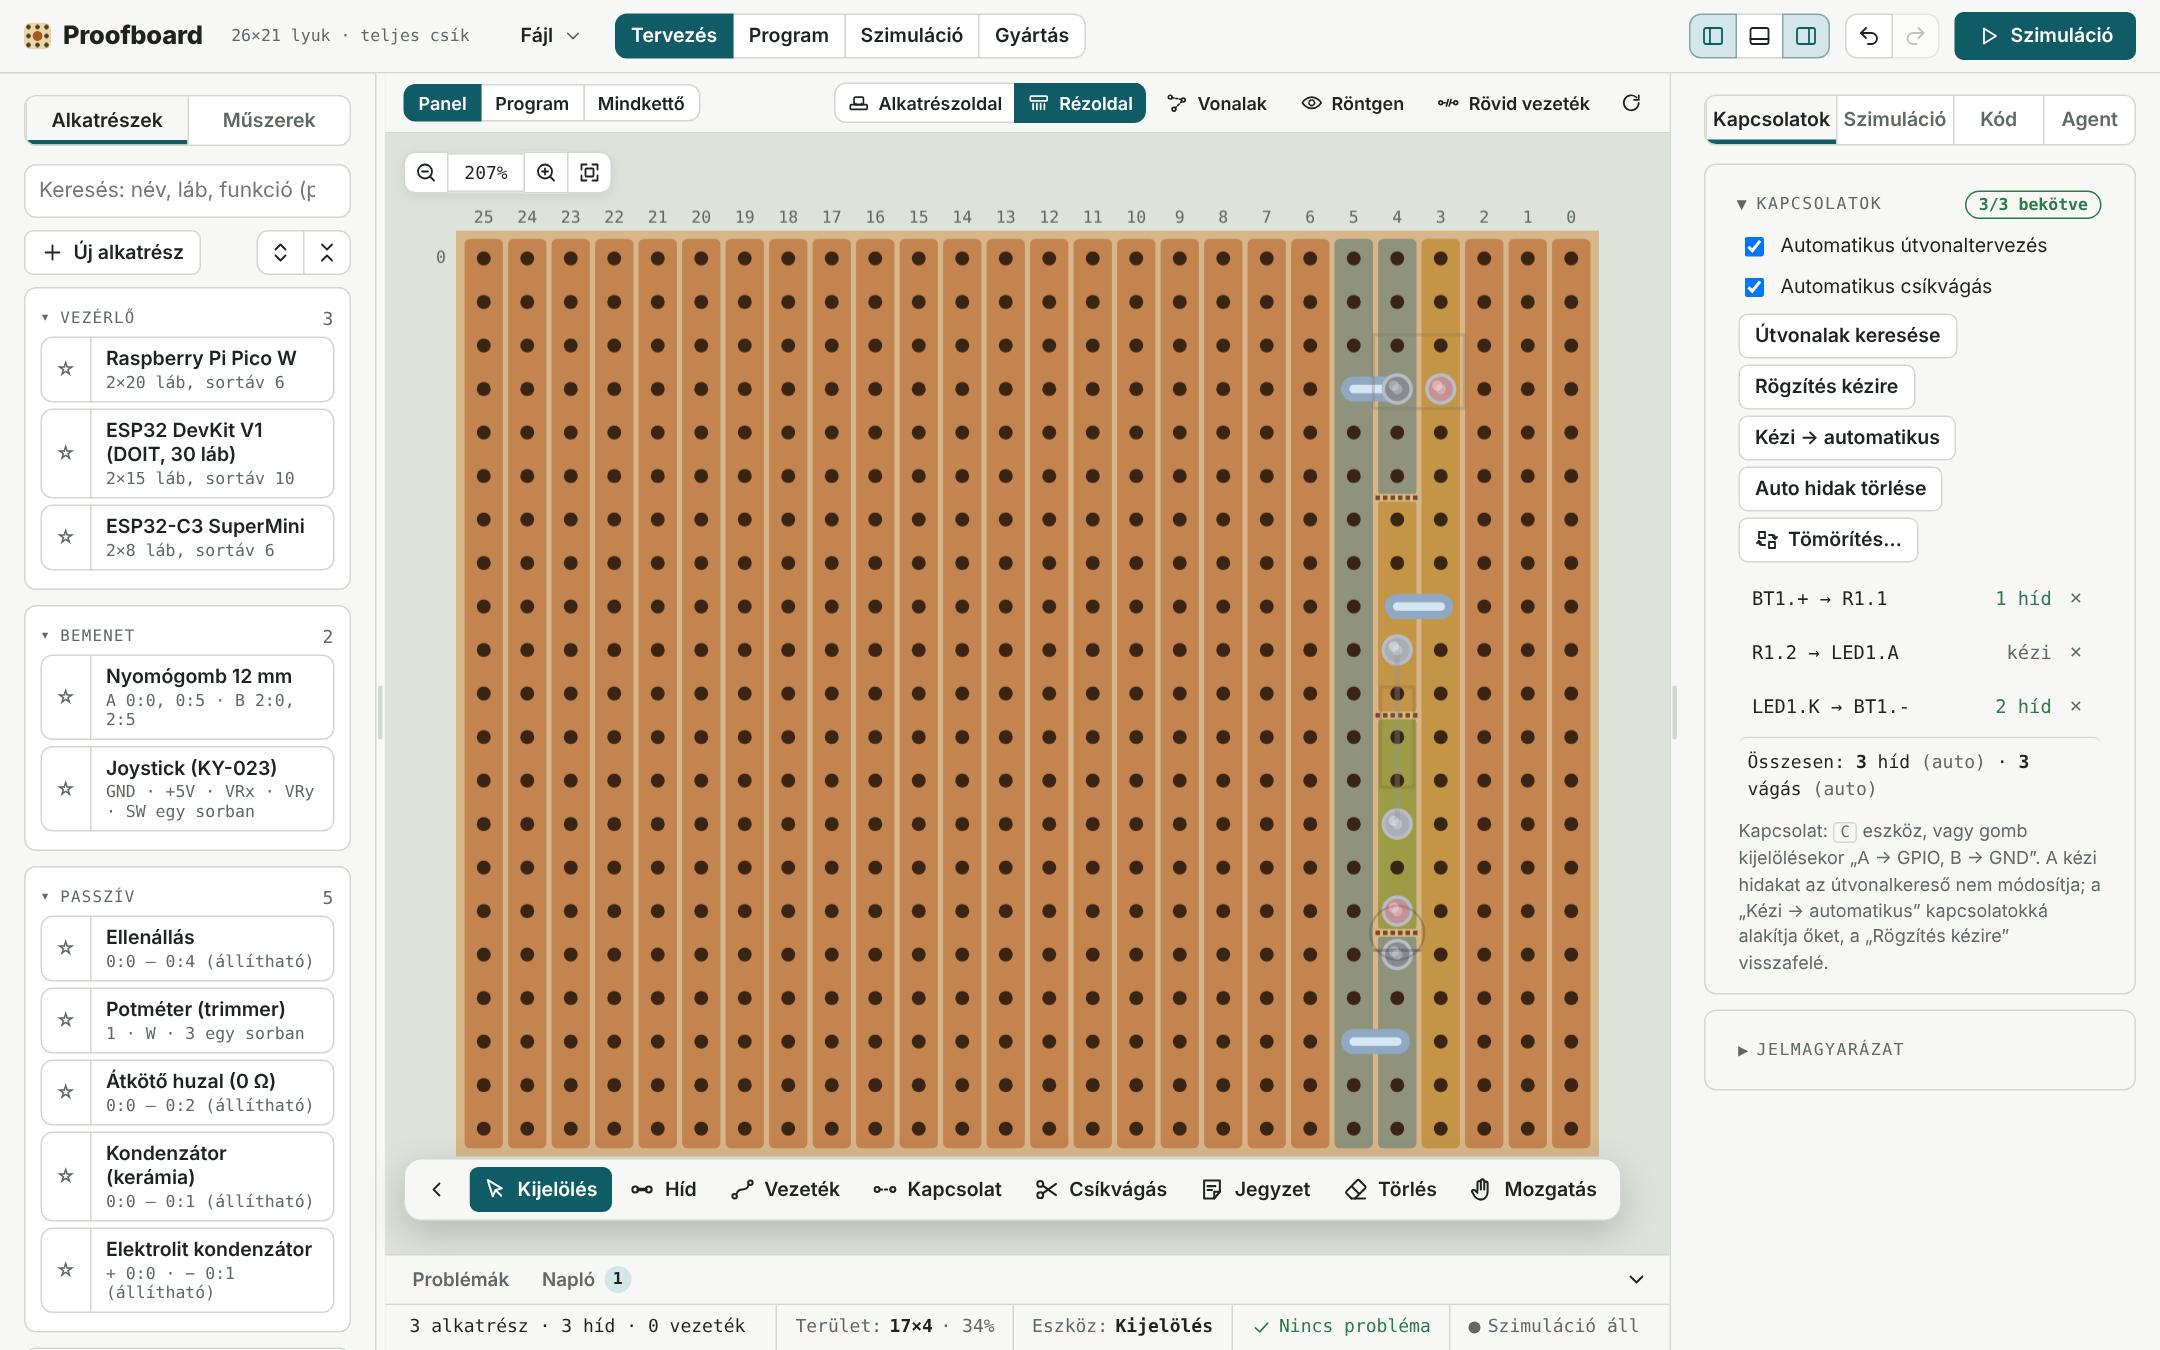 Proofboard
26×21 lyuk · teljes csík
Fájl
Tervezés
Program
Szimuláció
Gyártás
Szimuláció
Alkatrészek
Műszerek
Keresés: név, láb, funkció (p
Új alkatrész
VEZÉRLŐ 3
Raspberry Pi Pico W
2×20 láb, sortáv 6
ESP32 DevKit V1
(DOIT, 30 láb)
2×15 láb, sortáv 10
ESP32-C3 SuperMini
2×8 láb, sortáv 6
BEMENET 2
Nyomógomb 12 mm
A 0:0, 0:5 · B 2:0,
2:5
Joystick (KY-023)
GND · +5V · VRx · VRy
· SW egy sorban
PASSZÍV 5
Ellenállás
0:0 – 0:4 (állítható)
Potméter (trimmer)
1 · W · 3 egy sorban
Átkötő huzal (0 Ω)
0:0 – 0:2 (állítható)
Kondenzátor
(kerámia)
0:0 – 0:1 (állítható)
Elektrolit kondenzátor
+ 0:0 · − 0:1
(állítható)
Panel
Program
Mindkettő
Alkatrészoldal
Rézoldal
Vonalak
Röntgen
Rövid vezeték
207%
25 24 23 22 21 20 19 18 17 16 15 14 13 12 11 10 9 8 7 6 5 4 3 2 1 0
0
Kijelölés
Híd
Vezeték
Kapcsolat
Csíkvágás
Jegyzet
Törlés
Mozgatás
Problémák
Napló 1
3 alkatrész · 3 híd · 0 vezeték
Terület: 17×4 · 34%
Eszköz: Kijelölés
Nincs probléma
Szimuláció áll
Kapcsolatok
Szimuláció
Kód
Agent
KAPCSOLATOK
3/3 bekötve
Automatikus útvonaltervezés
Automatikus csíkvágás
Útvonalak keresése
Rögzítés kézire
Kézi → automatikus
Auto hidak törlése
Tömörítés…
BT1.+ → R1.1 1 híd ×
R1.2 → LED1.A kézi ×
LED1.K → BT1.- 2 híd ×
Összesen: 3 híd (auto) · 3
vágás (auto)
Kapcsolat: C eszköz, vagy gomb
kijelölésekor „A → GPIO, B → GND”. A kézi
hidakat az útvonalkereső nem módosítja; a
„Kézi → automatikus” kapcsolatokká
alakítja őket, a „Rögzítés kézire”
visszafelé.
JELMAGYARÁZAT